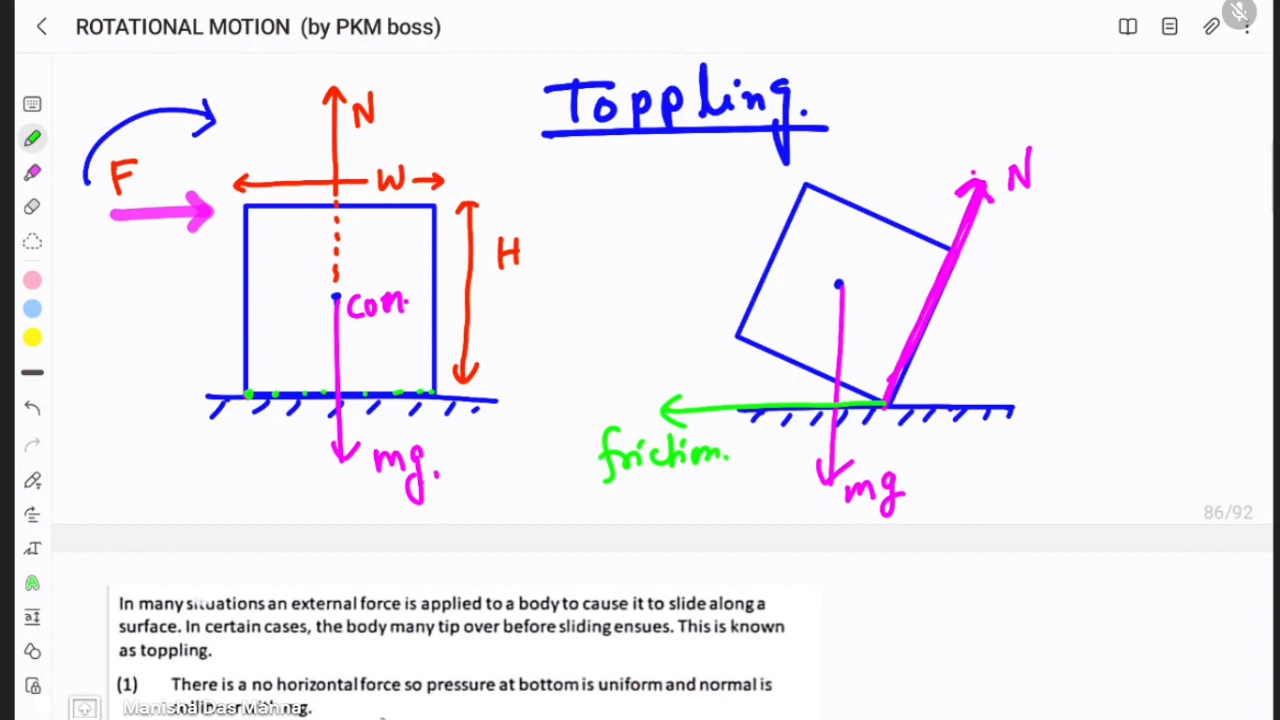 ROTATIONAL MOTION (by PKM boss)
Toppling.
N
F
W
H
com.
mg.
N
friction.
mg
86/92
In many situations an external force is applied to a body to cause it to slide along a
surface. In certain cases, the body many tip over before sliding ensues. This is known
as toppling.
(1) There is a no horizontal force so pressure at bottom is uniform and normal is
Manisha Das Mahna